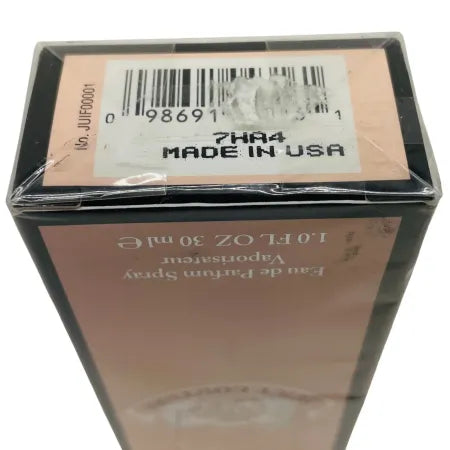 No. JUIF00001
0 98691 1
7HA4
MADE IN USA
1.0 FL OZ 30 ml e
Vaporisateur
Eau de Parfum Spray